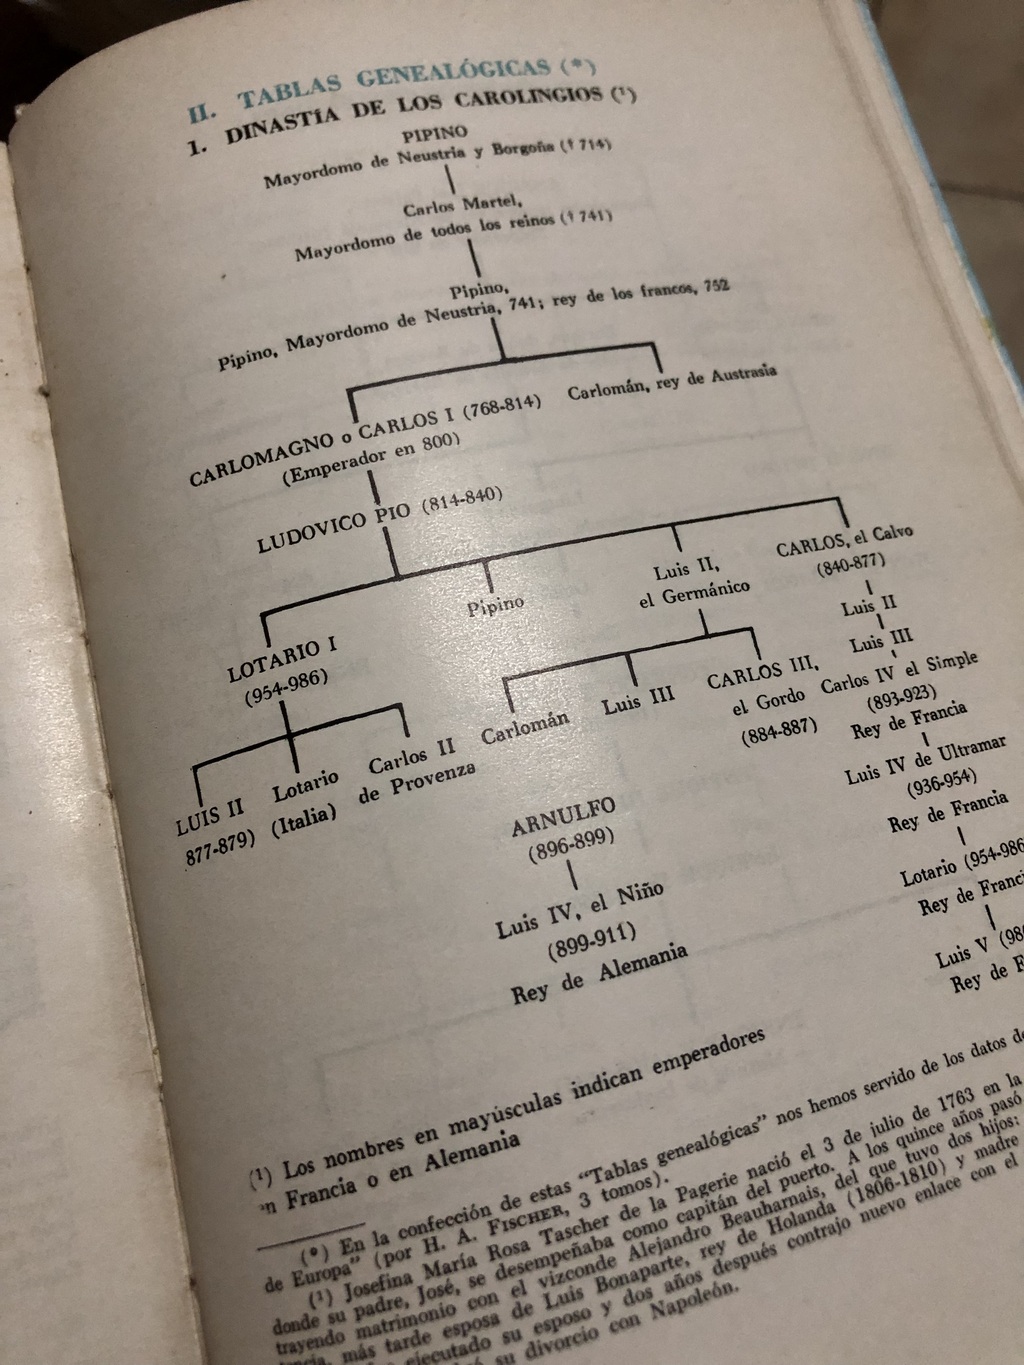 II. TABLAS GENEALÓGICAS (*)
1. DINASTÍA DE LOS CAROLINGIOS (¹)
PIPINO
Mayordomo de Neustria y Borgoña († 714)
Carlos Martel,
Mayordomo de todos los reinos († 741)
Pipino,
Pipino, Mayordomo de Neustria, 741; rey de los francos, 752
CARLOMAGNO o CARLOS I (768-814)
(Emperador en 800)
Carlomán, rey de Austrasia
LUDOVICO PIO (814-840)
LOTARIO I
(954-986)
Pipino
Luis II,
el Germánico
CARLOS, el Calvo
(840-877)
Luis II
Luis III
Carlos IV el Simple
(893-923)
Rey de Francia
Luis IV de Ultramar
(936-954)
Rey de Francia
Lotario (954-986
Rey de Franci
Luis V (98
Rey de F
LUIS II
877-879)
Lotario
(Italia)
Carlos II
de Provenza
Carlomán
Luis III
CARLOS III,
el Gordo
(884-887)
ARNULFO
(896-899)
Luis IV, el Niño
(899-911)
Rey de Alemania
(¹) Los nombres en mayúsculas indican emperadores
n Francia o en Alemania
(*) En la confección de estas "Tablas genealógicas" nos hemos servido de los datos de
de Europa" (por H. A. FISCHER, 3 tomos).
(¹) Josefina María Rosa Tascher de la Pagerie nació el 3 de julio de 1763 en la
donde su padre, José, se desempeñaba como capitán del puerto. A los quince años pasó
trayendo matrimonio con el vizconde Alejandro Beauharnais, del que tuvo dos hijos:
más tarde esposa de Luis Bonaparte, rey de Holanda (1806-1810) y madre
ejecutado su esposo y dos años después contrajo nuevo enlace con el
su divorcio con Napoleón.